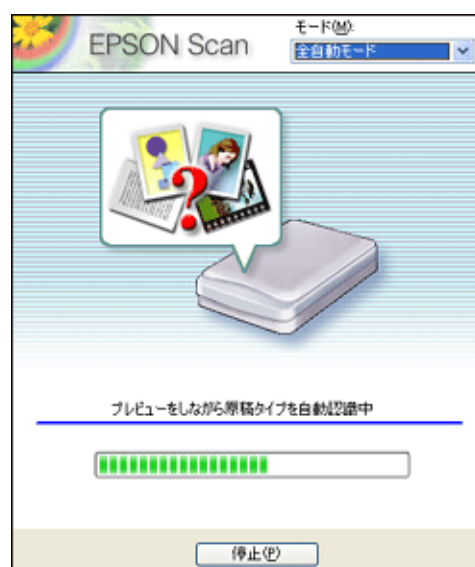 モード(M):
EPSON Scan
全自動モード
?
プレビューをしながら原稿タイプを自動認識中
停止(P)